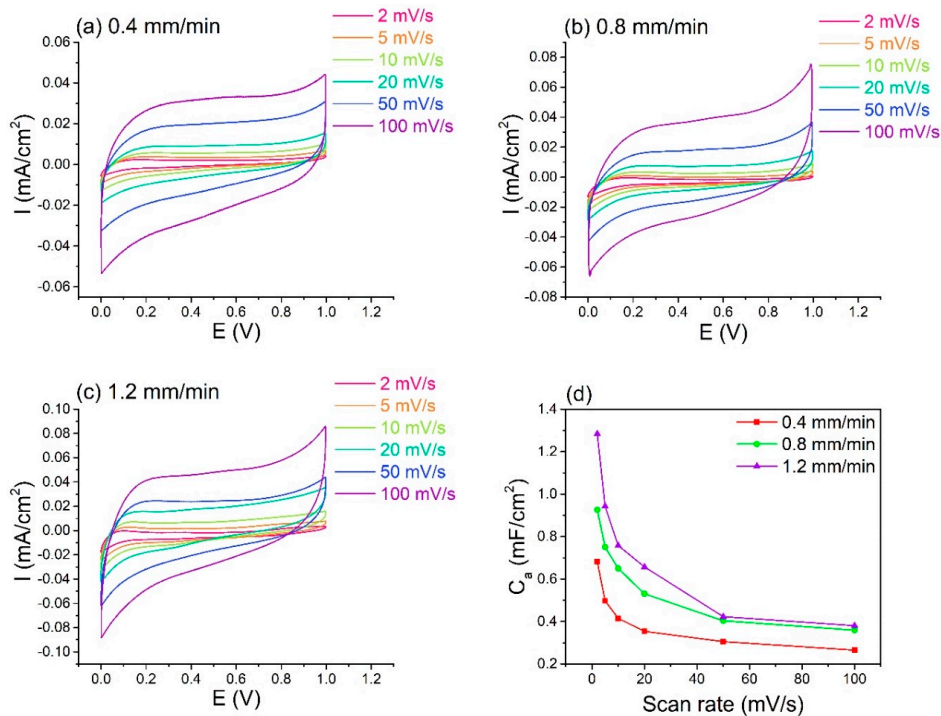 (a) 0.4 mm/min
2 mV/s
5 mV/s
10 mV/s
20 mV/s
50 mV/s
100 mV/s
0.06
0.04
0.02
0.00
-0.02
-0.04
-0.06
I (mA/cm²)
0.0 0.2 0.4 0.6 0.8 1.0 1.2
E (V)
(b) 0.8 mm/min
2 mV/s
5 mV/s
10 mV/s
20 mV/s
50 mV/s
100 mV/s
0.08
0.06
0.04
0.02
0.00
-0.02
-0.04
-0.06
-0.08
I (mA/cm²)
0.0 0.2 0.4 0.6 0.8 1.0 1.2
E (V)
(c) 1.2 mm/min
2 mV/s
5 mV/s
10 mV/s
20 mV/s
50 mV/s
100 mV/s
0.10
0.08
0.06
0.04
0.02
0.00
-0.02
-0.04
-0.06
-0.08
-0.10
I (mA/cm²)
0.0 0.2 0.4 0.6 0.8 1.0 1.2
E (V)
(d)
0.4 mm/min
0.8 mm/min
1.2 mm/min
1.4
1.2
1.0
0.8
0.6
0.4
0.2
Cₐ (mF/cm²)
0 20 40 60 80 100
Scan rate (mV/s)